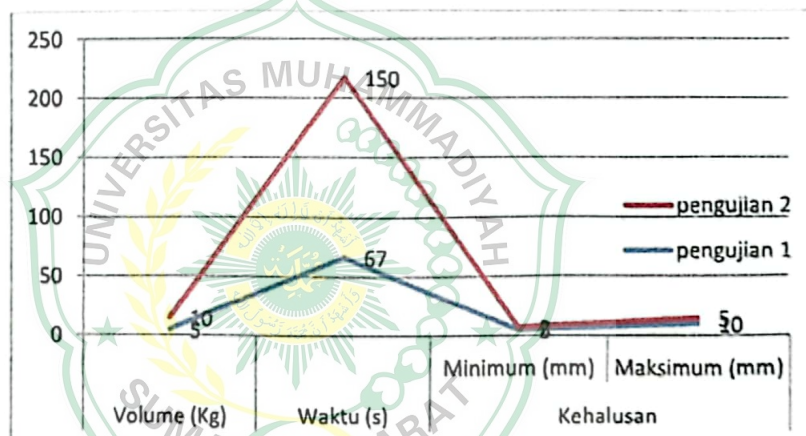 250
200
150
100
50
0
150
67
10
5
5
10
pengujian 2
pengujian 1
Minimum (mm) Maksimum (mm)
Volume (Kg) Waktu (s) Kehalusan
UNIVERSITAS MUHAMMADIYAH